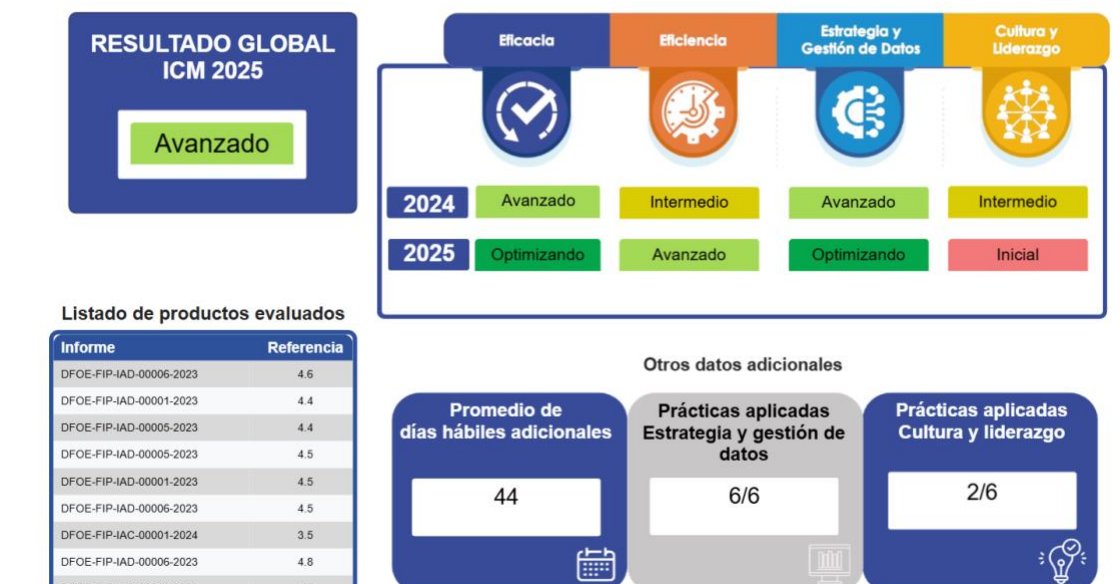 RESULTADO GLOBAL
ICM 2025
Avanzado
Eficacia
Eficiencia
Estrategia y
Gestión de Datos
Cultura y
Liderazgo
2024
Avanzado
Intermedio
Avanzado
Intermedio
2025
Optimizando
Avanzado
Optimizando
Inicial
Listado de productos evaluados
Informe Referencia
DFOE-FIP-IAD-00006-2023 4.6
DFOE-FIP-IAD-00001-2023 4.4
DFOE-FIP-IAD-00005-2023 4.4
DFOE-FIP-IAD-00005-2023 4.5
DFOE-FIP-IAD-00001-2023 4.5
DFOE-FIP-IAD-00006-2023 4.5
DFOE-FIP-IAC-00001-2024 3.5
DFOE-FIP-IAD-00006-2023 4.8
Otros datos adicionales
Promedio de
días hábiles adicionales
44
Prácticas aplicadas
Estrategia y gestión de
datos
6/6
Prácticas aplicadas
Cultura y liderazgo
2/6